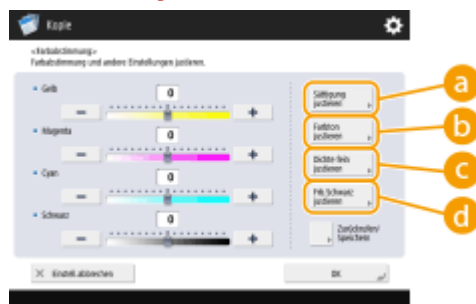 Kopie
<Farbabstimmung>
Farbabstimmung und andere Einstellungen justieren.
Gelb
0
Sättigung
justieren
a
Magenta
0
Farbton
justieren
b
Cyan
0
Dichte fein
justieren
c
Schwarz
0
Frb.Schwarz
justieren
d
Zurückrufen/
Speichern
Einstell.abbrechen
OK